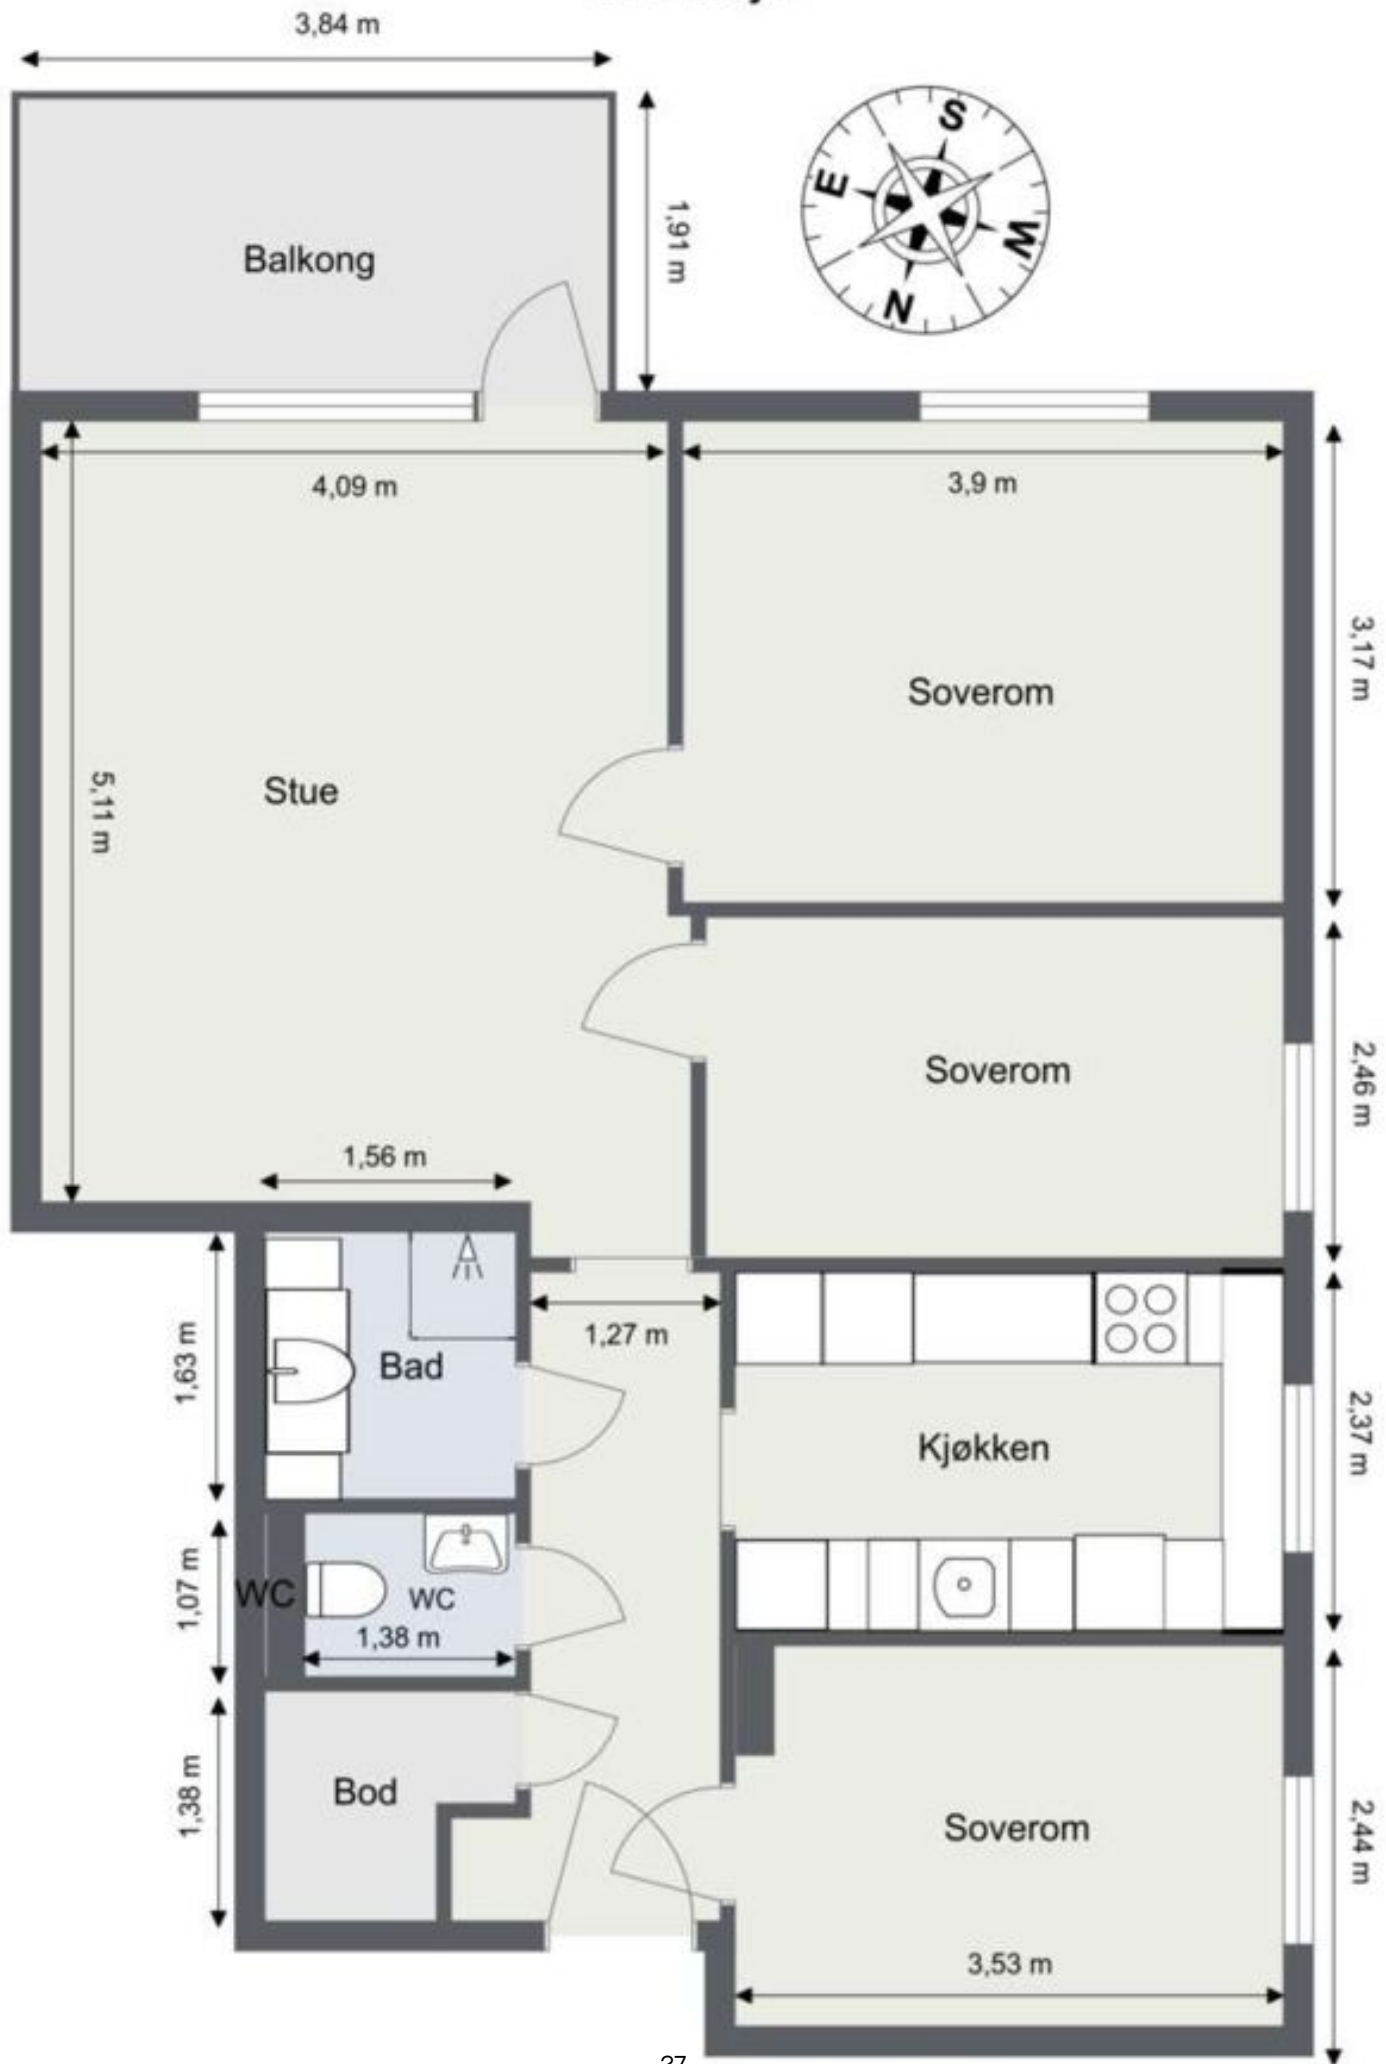 3,84 m
S
E
W
N
1,91 m
Balkong
4,09 m
3,9 m
3,17 m
Soverom
Stue
5,11 m
2,46 m
Soverom
1,56 m
1,27 m
1,63 m
Bad
Kjøkken
2,37 m
1,07 m
WC
WC
1,38 m
1,38 m
Bod
Soverom
2,44 m
3,53 m